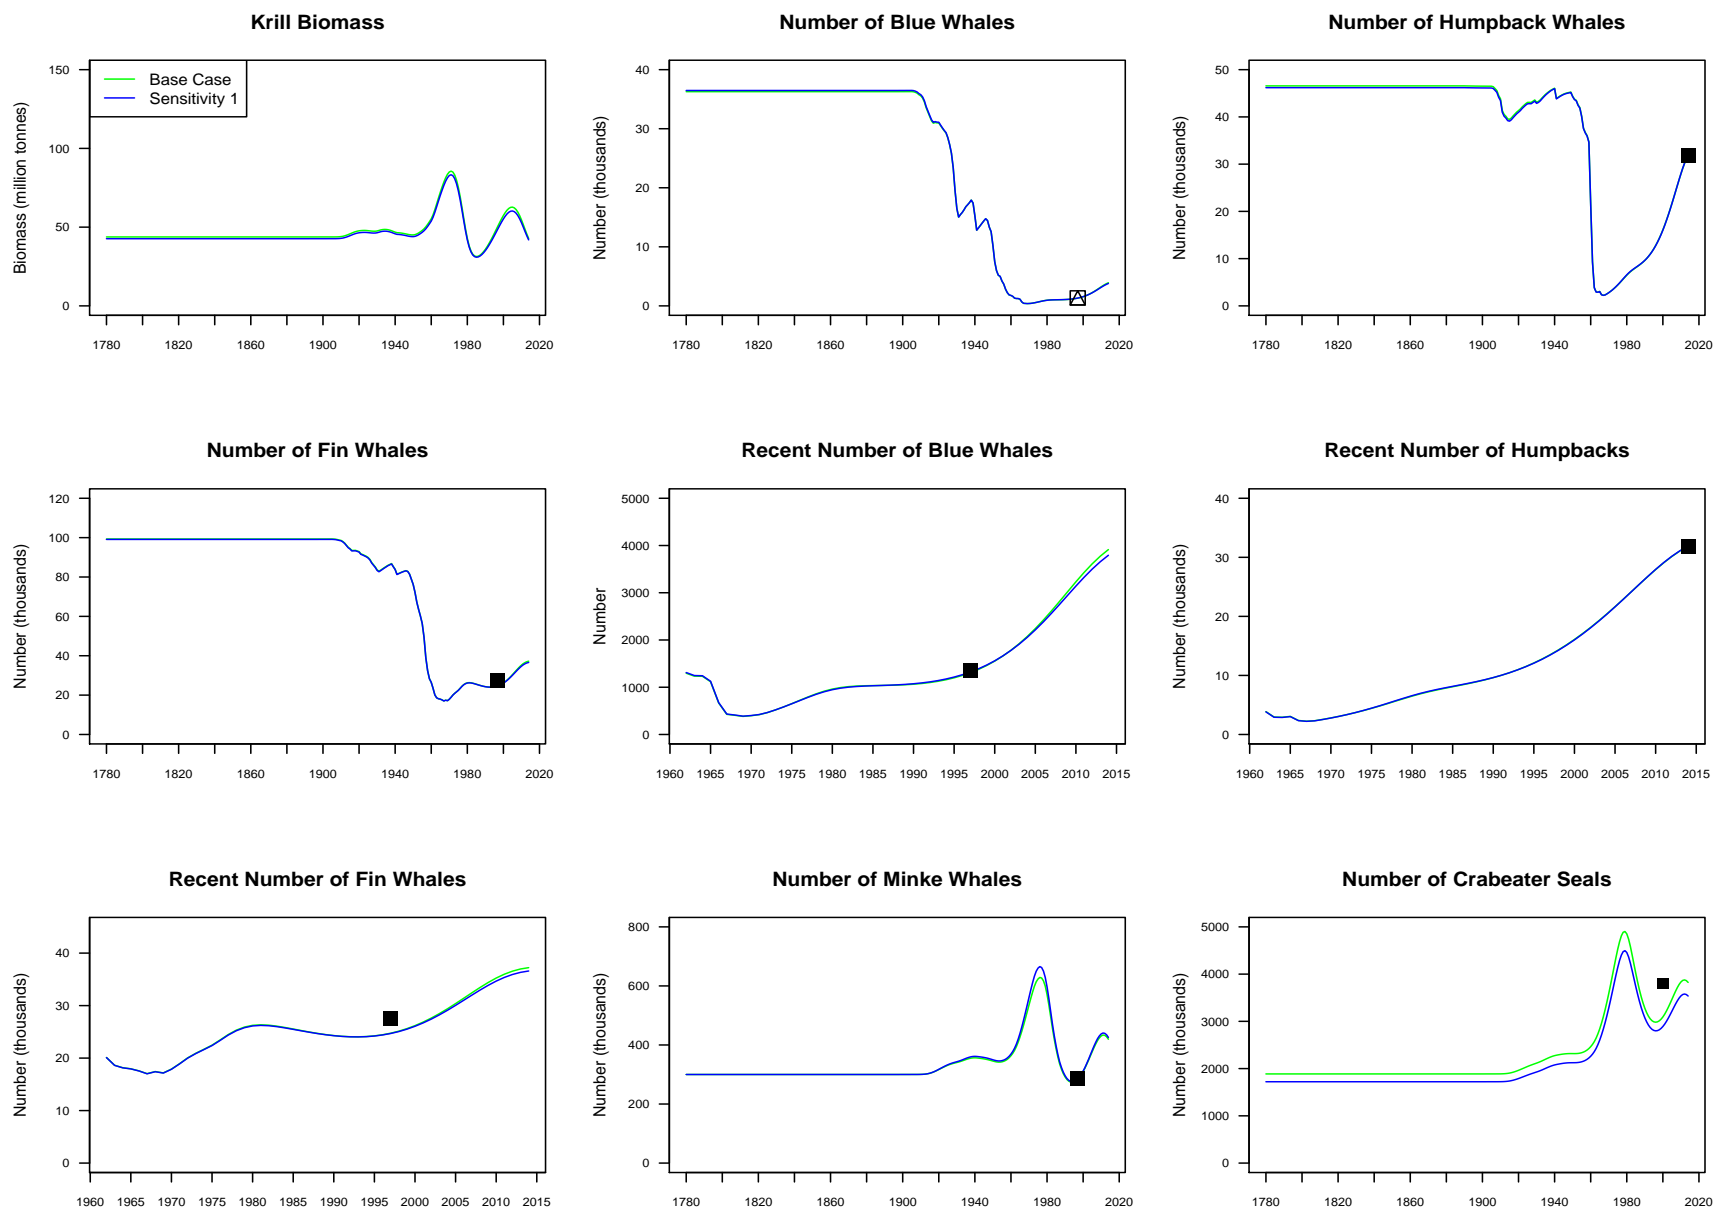 Krill Biomass
Biomass (million tonnes)
150
100
50
0
Base Case
Sensitivity 1
1780 1820 1860 1900 1940 1980 2020
Number of Blue Whales
Number (thousands)
40
30
20
10
0
1780 1820 1860 1900 1940 1980 2020
Number of Humpback Whales
Number (thousands)
50
40
30
20
10
0
1780 1820 1860 1900 1940 1980 2020
Number of Fin Whales
Number (thousands)
120
100
80
60
40
20
0
1780 1820 1860 1900 1940 1980 2020
Recent Number of Blue Whales
Number
5000
4000
3000
2000
1000
0
1960 1965 1970 1975 1980 1985 1990 1995 2000 2005 2010 2015
Recent Number of Humpbacks
Number (thousands)
40
30
20
10
0
1960 1965 1970 1975 1980 1985 1990 1995 2000 2005 2010 2015
Recent Number of Fin Whales
Number (thousands)
40
30
20
10
0
1960 1965 1970 1975 1980 1985 1990 1995 2000 2005 2010 2015
Number of Minke Whales
Number (thousands)
800
600
400
200
0
1780 1820 1860 1900 1940 1980 2020
Number of Crabeater Seals
Number (thousands)
5000
4000
3000
2000
1000
0
1780 1820 1860 1900 1940 1980 2020